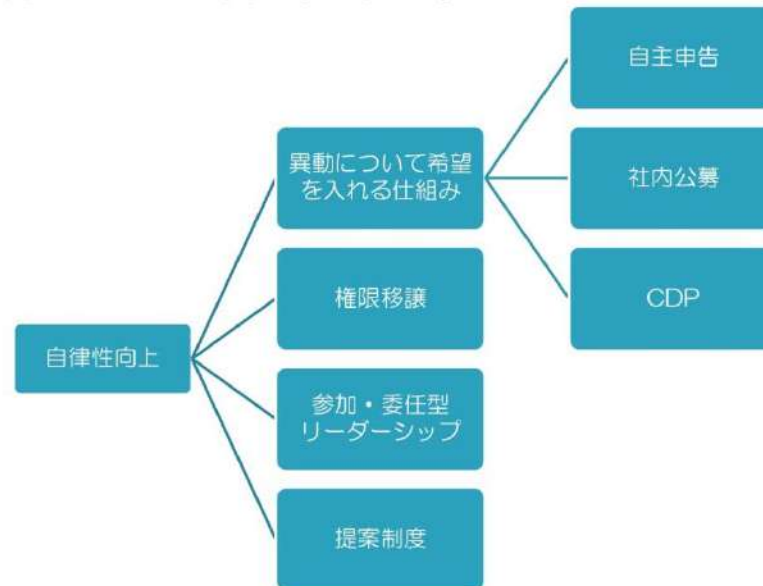 自律性向上
異動について希望
を入れる仕組み
権限移譲
参加・委任型
リーダーシップ
提案制度
自主申告
社内公募
CDP